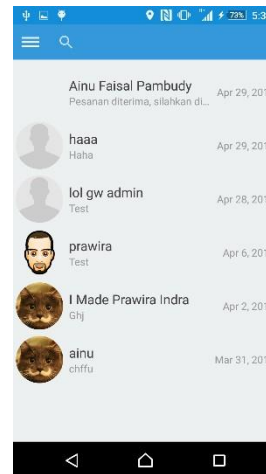 73% 5:3
Ainu Faisal Pambudy
Apr 29, 201
Pesanan diterima, silahkan di...
haaa
Apr 29, 201
Haha
lol gw admin
Apr 28, 201
Test
prawira
Apr 6, 201
Test
I Made Prawira Indra
Apr 2, 201
Ghj
ainu
Mar 31, 201
chffu